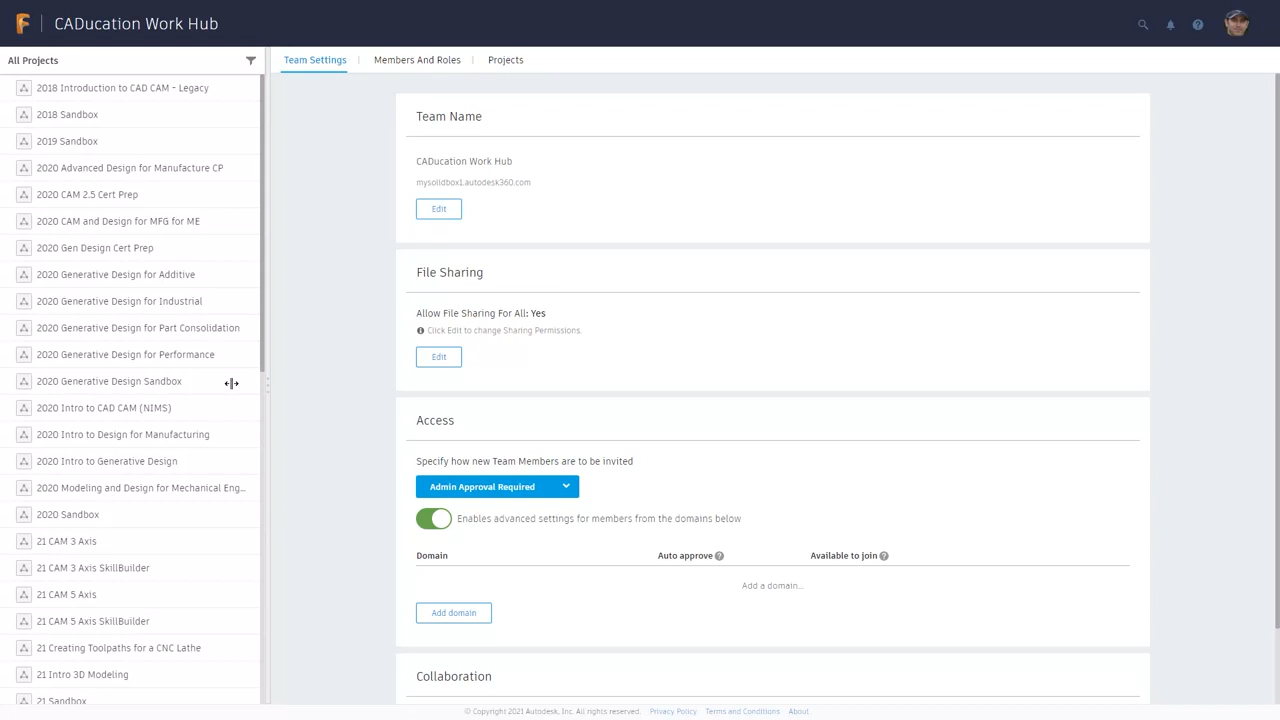 CADucation Work Hub
All Projects
2018 Introduction to CAD CAM - Legacy
2018 Sandbox
2019 Sandbox
2020 Advanced Design for Manufacture CP
2020 CAM 2.5 Cert Prep
2020 CAM and Design for MFG for ME
2020 Gen Design Cert Prep
2020 Generative Design for Additive
2020 Generative Design for Industrial
2020 Generative Design for Part Consolidation
2020 Generative Design for Performance
2020 Generative Design Sandbox
2020 Intro to CAD CAM (NIMS)
2020 Intro to Design for Manufacturing
2020 Intro to Generative Design
2020 Modeling and Design for Mechanical Eng...
2020 Sandbox
21 CAM 3 Axis
21 CAM 3 Axis SkillBuilder
21 CAM 5 Axis
21 CAM 5 Axis SkillBuilder
21 Creating Toolpaths for a CNC Lathe
21 Intro 3D Modeling
21 Sandbox
Team Settings | Members And Roles | Projects
Team Name
CADucation Work Hub
mysolidbox1.autodesk360.com
Edit
File Sharing
Allow File Sharing For All: Yes
Click Edit to change Sharing Permissions.
Edit
Access
Specify how new Team Members are to be invited
Admin Approval Required
Enables advanced settings for members from the domains below
Domain Auto approve ? Available to join ?
Add a domain...
Add domain
Collaboration
© Copyright 2021 Autodesk, Inc. All rights reserved. Privacy Policy Terms and Conditions About